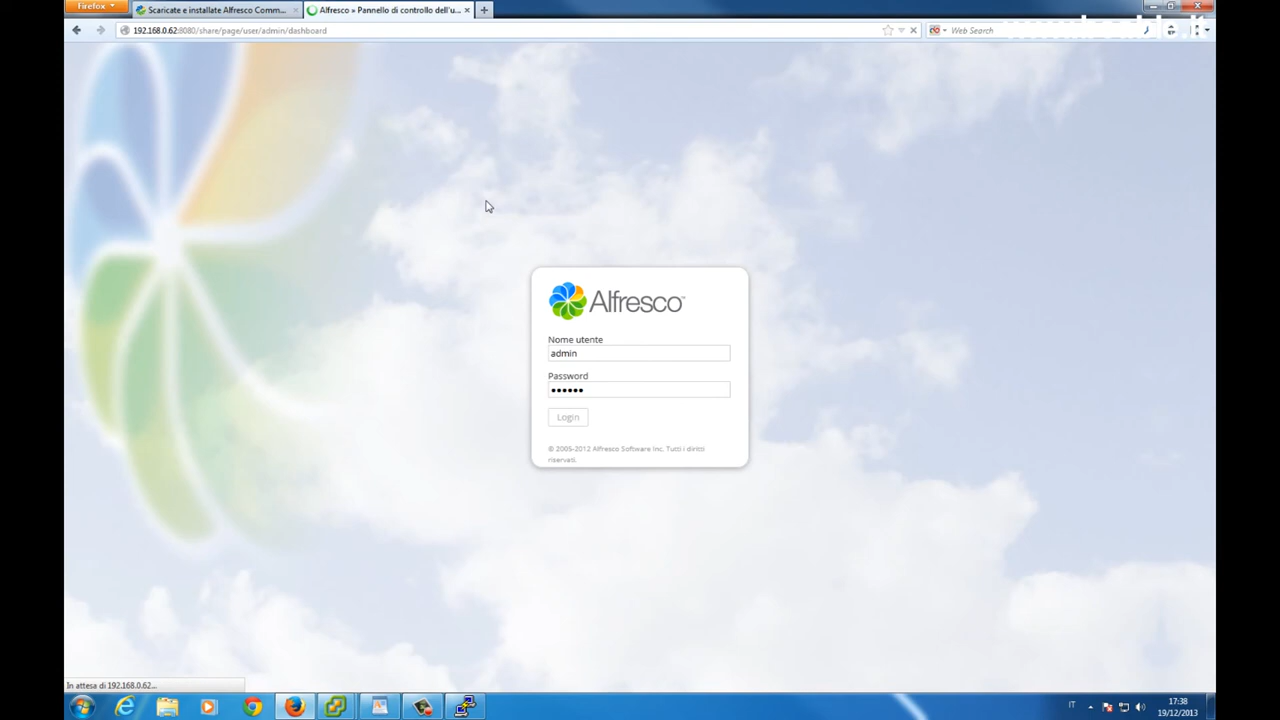 Firefox
Scaricate e installate Alfresco Comm...
Alfresco » Pannello di controllo dell'u...
192.168.0.62:8080/share/page/user/admin/dashboard
Web Search
Alfresco™
Nome utente
admin
Password
Login
© 2005-2012 Alfresco Software Inc. Tutti i diritti
riservati.
In attesa di 192.168.0.62...
IT
17:38
19/12/2013